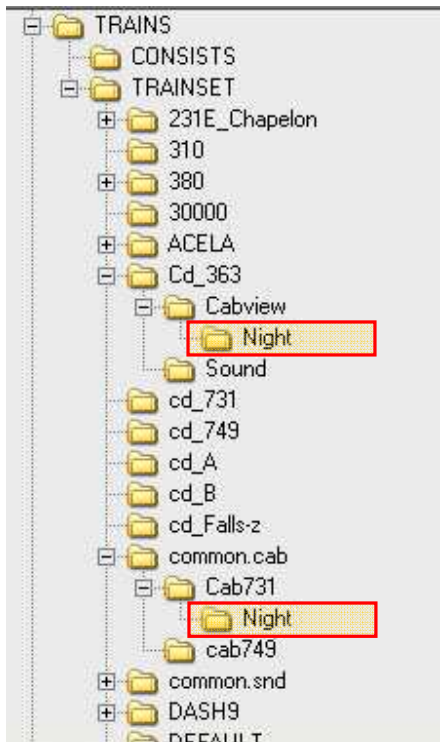 TRAINS
CONSISTS
TRAINSET
231E_Chapelon
310
380
30000
ACELA
Cd_363
Cabview
Night
Sound
cd_731
cd_749
cd_A
cd_B
cd_Falls-z
common.cab
Cab731
Night
cab749
common.snd
DASH9
DEFAULT